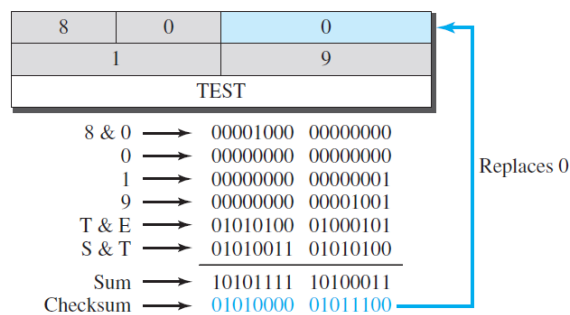 8 0 0
1 9
TEST
8 & 0 00001000 00000000
0 00000000 00000000
1 00000000 00000001
Replaces 0
9 00000000 00001001
T & E 01010100 01000101
S & T 01010011 01010100
Sum 10101111 10100011
Checksum 01010000 01011100